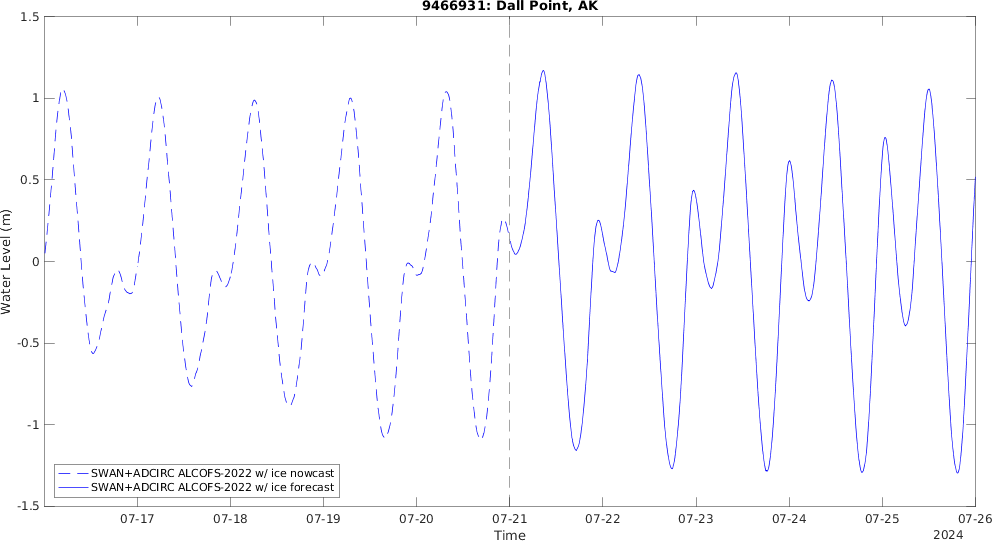 9466931: Dall Point, AK
1.5
1
0.5
0
-0.5
-1
-1.5
Water Level (m)
SWAN+ADCIRC ALCOFS-2022 w/ ice nowcast
SWAN+ADCIRC ALCOFS-2022 w/ ice forecast
07-17 07-18 07-19 07-20 07-21 07-22 07-23 07-24 07-25 07-26
Time
2024